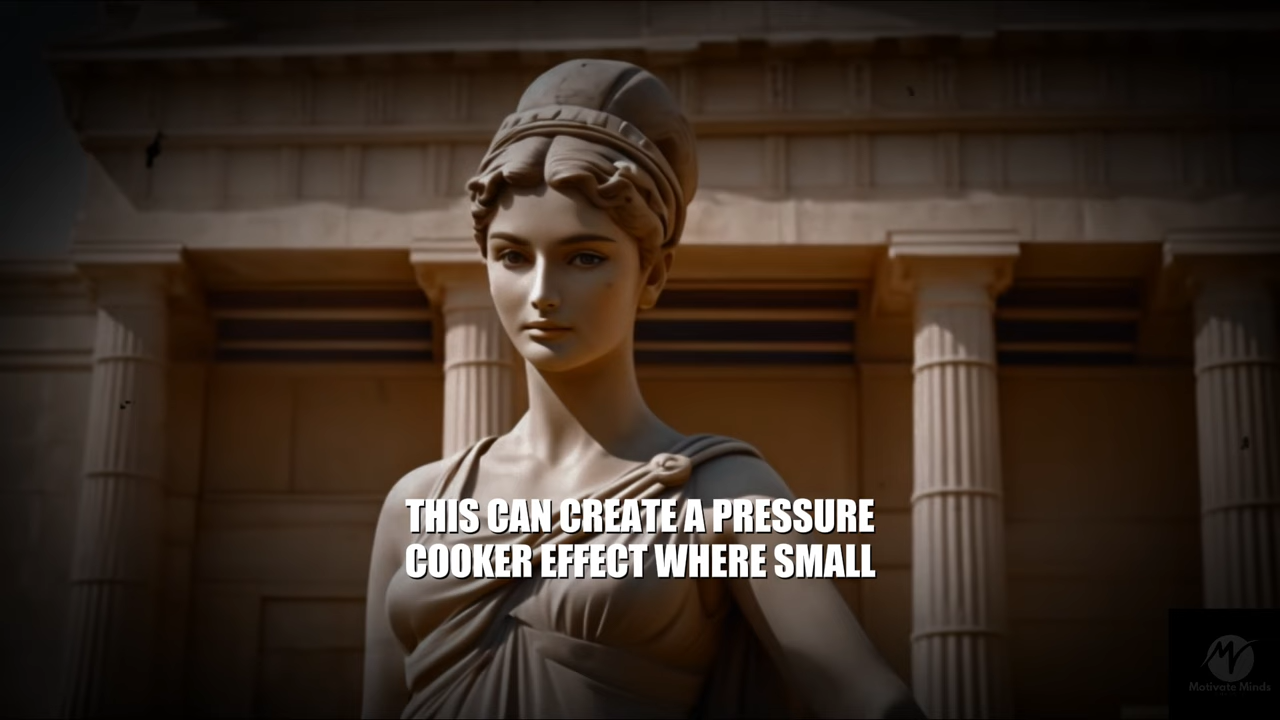 THIS CAN CREATE A PRESSURE
COOKER EFFECT WHERE SMALL
Motivate Minds